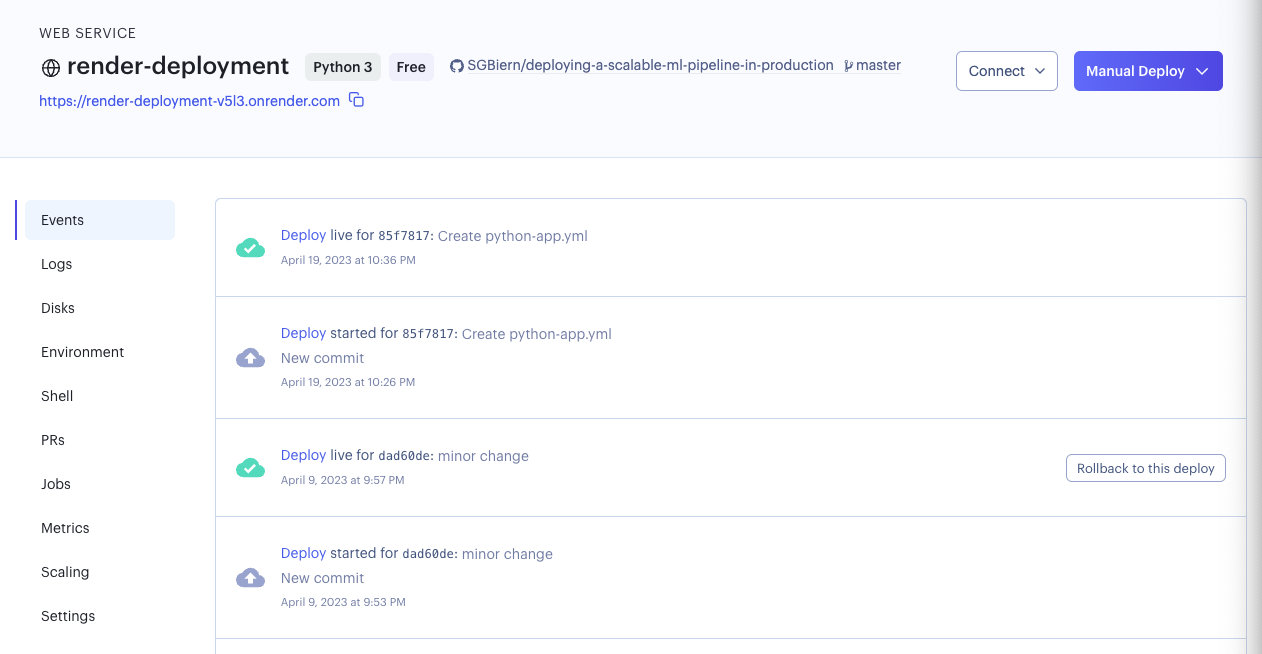 WEB SERVICE
render-deployment Python 3 Free SGBiern/deploying-a-scalable-ml-pipeline-in-production master
Connect Manual Deploy
https://render-deployment-v5l3.onrender.com
Events
Logs
Disks
Environment
Shell
PRs
Jobs
Metrics
Scaling
Settings
Deploy live for 85f7817: Create python-app.yml
April 19, 2023 at 10:36 PM
Deploy started for 85f7817: Create python-app.yml
New commit
April 19, 2023 at 10:26 PM
Deploy live for dad60de: minor change
April 9, 2023 at 9:57 PM
Rollback to this deploy
Deploy started for dad60de: minor change
New commit
April 9, 2023 at 9:53 PM